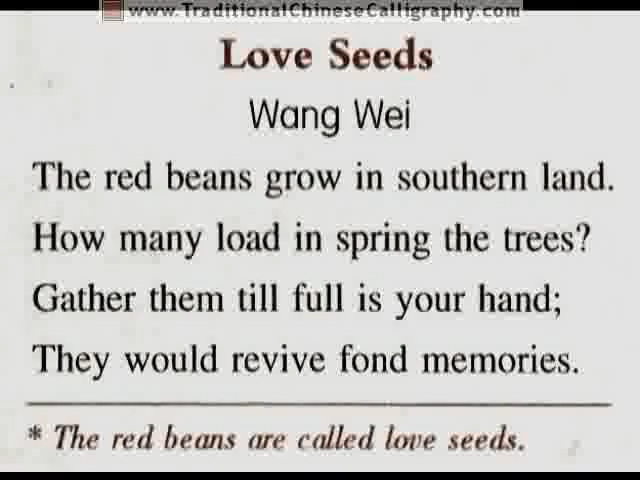 www.TraditionalChineseCalligraphy.com
Love Seeds
Wang Wei
The red beans grow in southern land.
How many load in spring the trees?
Gather them till full is your hand;
They would revive fond memories.
* The red beans are called love seeds.